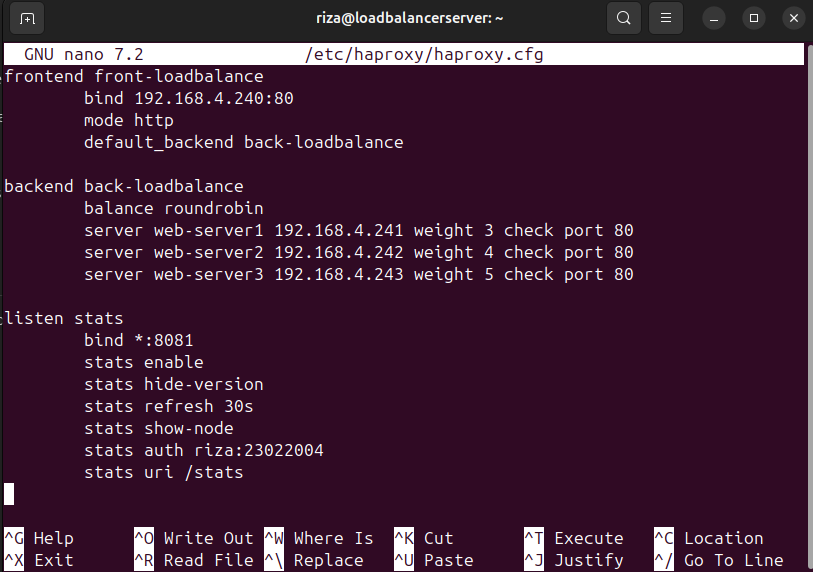 riza@loadbalancerserver: ~
GNU nano 7.2 /etc/haproxy/haproxy.cfg
frontend front-loadbalance
bind 192.168.4.240:80
mode http
default_backend back-loadbalance
backend back-loadbalance
balance roundrobin
server web-server1 192.168.4.241 weight 3 check port 80
server web-server2 192.168.4.242 weight 4 check port 80
server web-server3 192.168.4.243 weight 5 check port 80
listen stats
bind *:8081
stats enable
stats hide-version
stats refresh 30s
stats show-node
stats auth riza:23022004
stats uri /stats
^G Help ^O Write Out ^W Where Is ^K Cut ^T Execute ^C Location
^X Exit ^R Read File ^\ Replace ^U Paste ^J Justify ^/ Go To Line